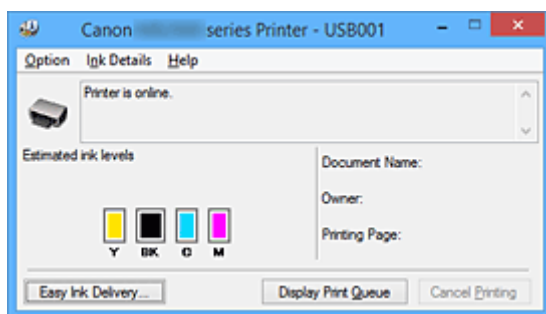 Canon series Printer - USB001
Option Ink Details Help
Printer is online.
Estimated ink levels
Document Name:
Owner:
Printing Page:
Y BK C M
Easy Ink Delivery... Display Print Queue Cancel Printing